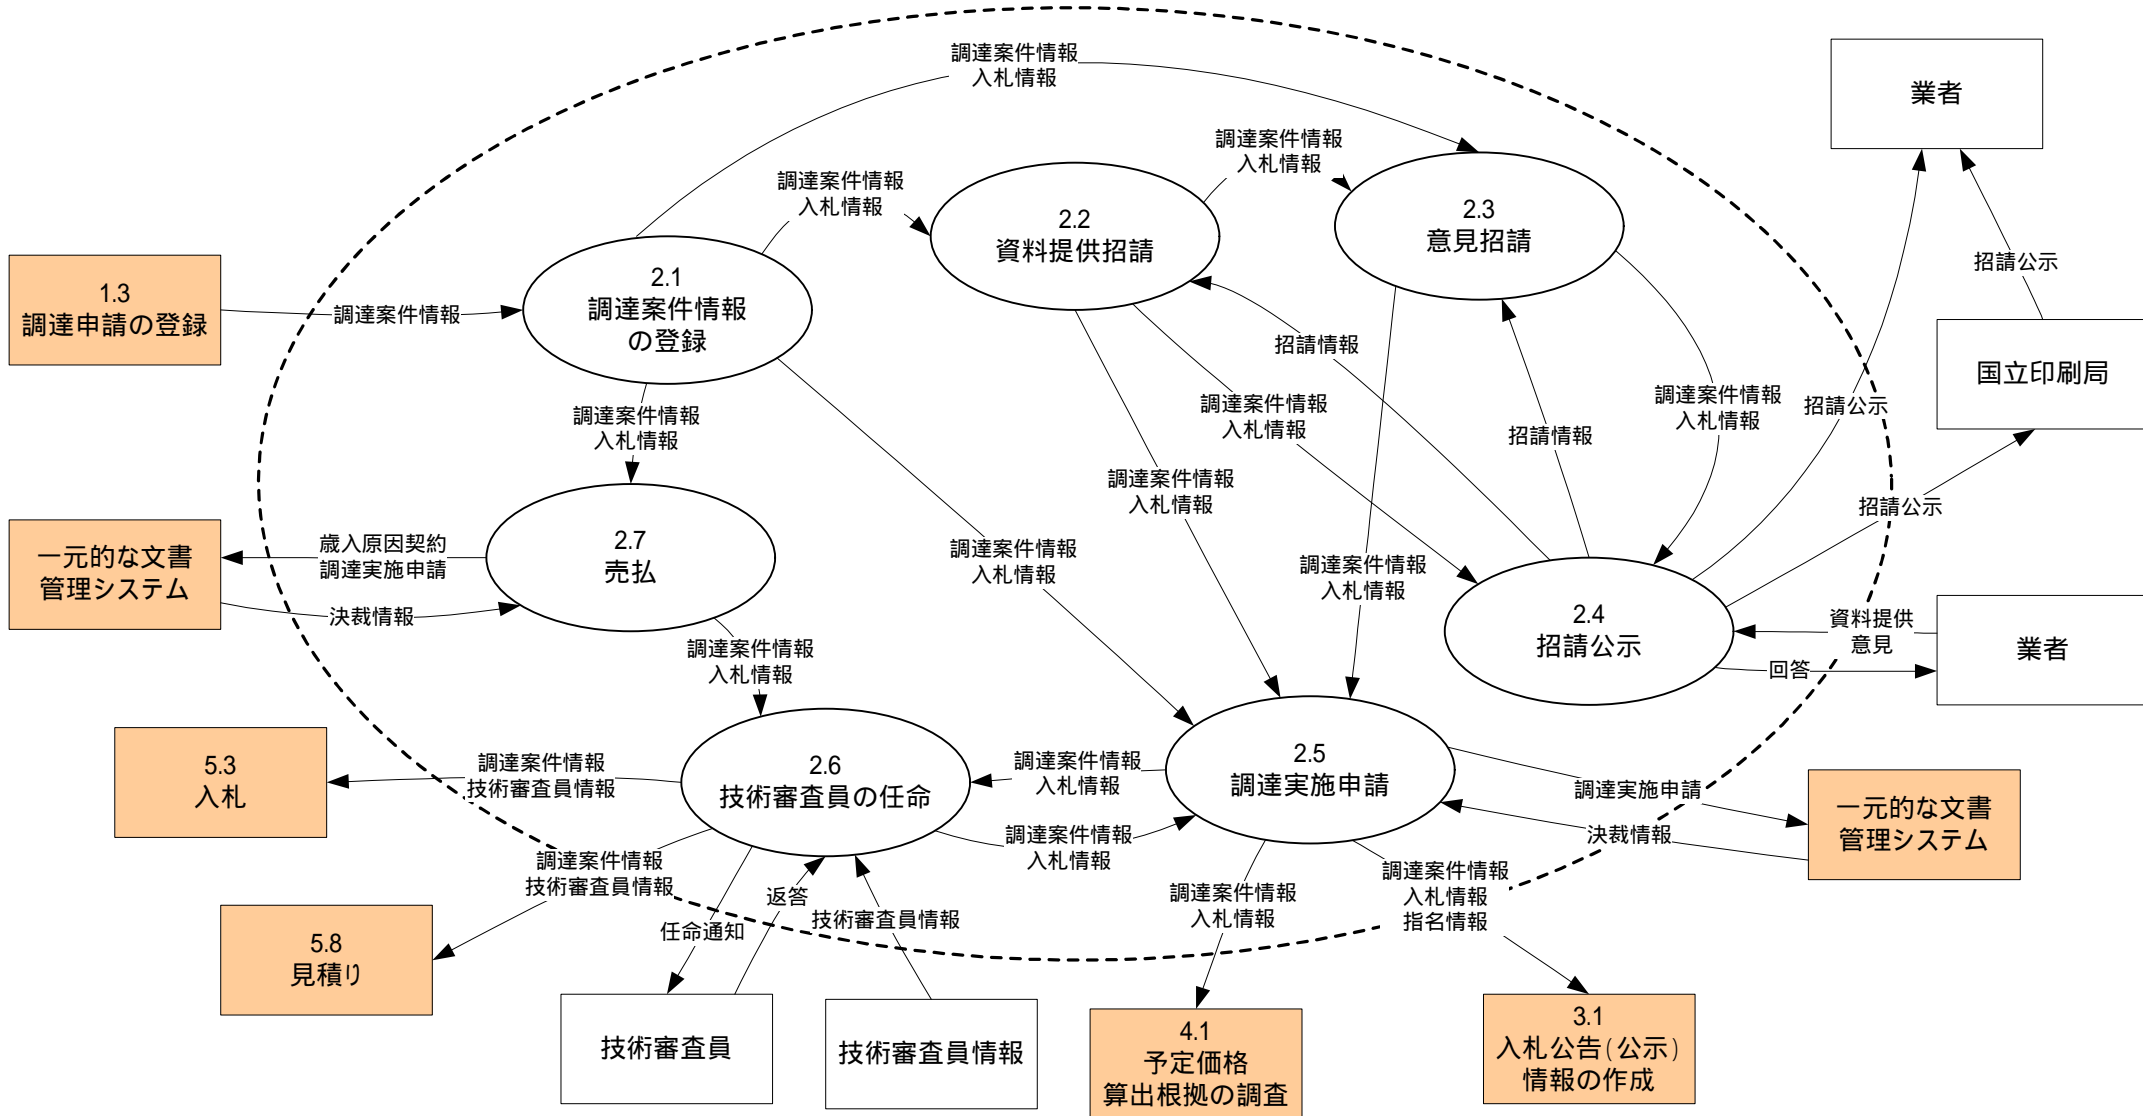 調達案件情報
入札情報
業者
調達案件情報
入札情報
調達案件情報
入札情報
2.2
資料提供招請
2.3
意見招請
招請公示
1.3
調達申請の登録
調達案件情報
2.1
調達案件情報
の登録
招請情報
国立印刷局
調達案件情報
入札情報
調達案件情報
入札情報
招請情報
調達案件情報
入札情報
招請公示
調達案件情報
入札情報
招請公示
一元的な文書
管理システム
歳入原因契約
調達実施申請
決裁情報
2.7
売払
調達案件情報
入札情報
調達案件情報
入札情報
2.4
招請公示
資料提供
意見
回答
業者
調達案件情報
入札情報
5.3
入札
調達案件情報
技術審査員情報
2.6
技術審査員の任命
調達案件情報
入札情報
2.5
調達実施申請
調達実施申請
決裁情報
一元的な文書
管理システム
調達案件情報
入札情報
調達案件情報
技術審査員情報
返答
任命通知
技術審査員情報
調達案件情報
入札情報
調達案件情報
入札情報
指名情報
5.8
見積り
技術審査員
技術審査員情報
4.1
予定価格
算出根拠の調査
3.1
入札公告(公示)
情報の作成